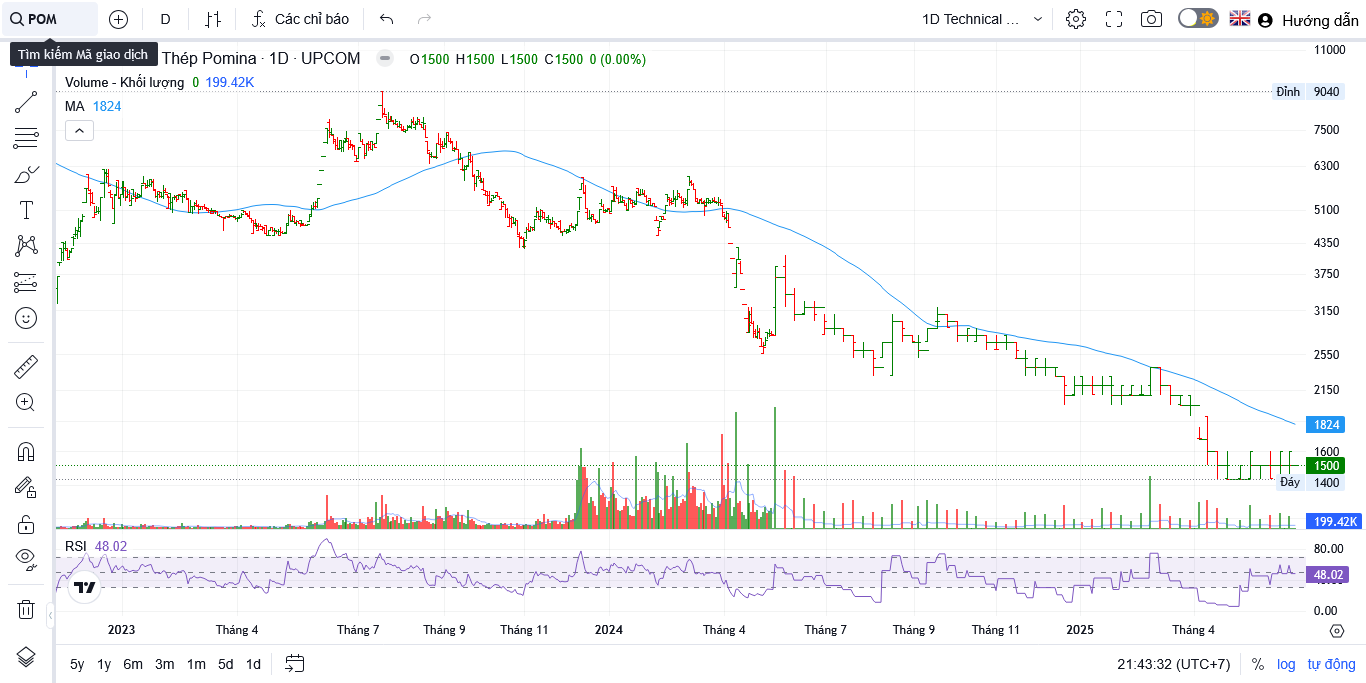 POM
D
Các chỉ báo
1D Technical ...
Hướng dẫn
Tìm kiếm Mã giao dịch
Thép Pomina · 1D · UPCOM
O1500 H1500 L1500 C1500 0 (0.00%)
Volume - Khối lượng 0 199.42K
MA 1824
11000
Đỉnh 9040
7500
6300
5100
4350
3750
3150
2550
2150
1824
1600
1500
Đáy 1400
199.42K
RSI 48.02
80.00
48.02
0.00
2023 Tháng 4 Tháng 7 Tháng 9 Tháng 11 2024 Tháng 4 Tháng 7 Tháng 9 Tháng 11 2025 Tháng 4
5y 1y 6m 3m 1m 5d 1d
21:43:32 (UTC+7) % log tự động